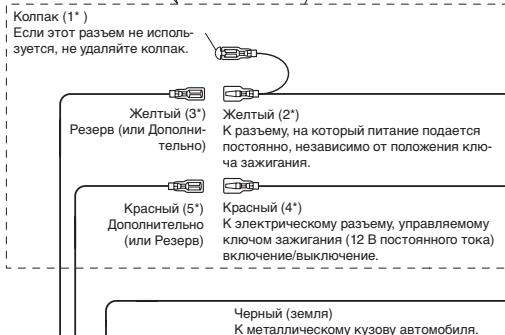 Колпак (1*)
Если этот разъем не исполь-
зуется, не удаляйте колпак.
Желтый (3*)
Резерв (или Дополни-
тельно)
Желтый (2*)
К разъему, на который питание подается
постоянно, независимо от положения клю-
ча зажигания.
Красный (5*)
Дополнительно
(или Резерв)
Красный (4*)
К электрическому разъему, управляемому
ключом зажигания (12 В постоянного тока)
включение/выключение.
Черный (земля)
К металлическому кузову автомобиля.